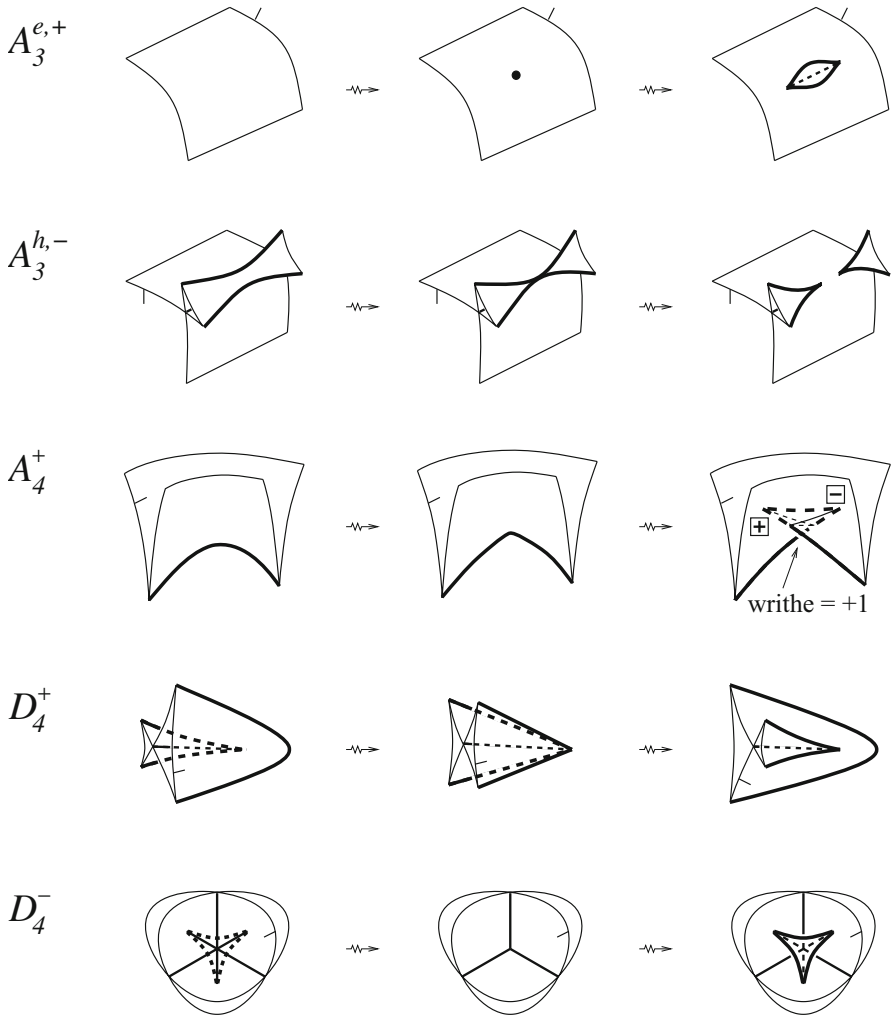 A_3^{e,+}
A_3^{h,-}
A_4^+
+ −
writhe = +1
D_4^+
D_4^-